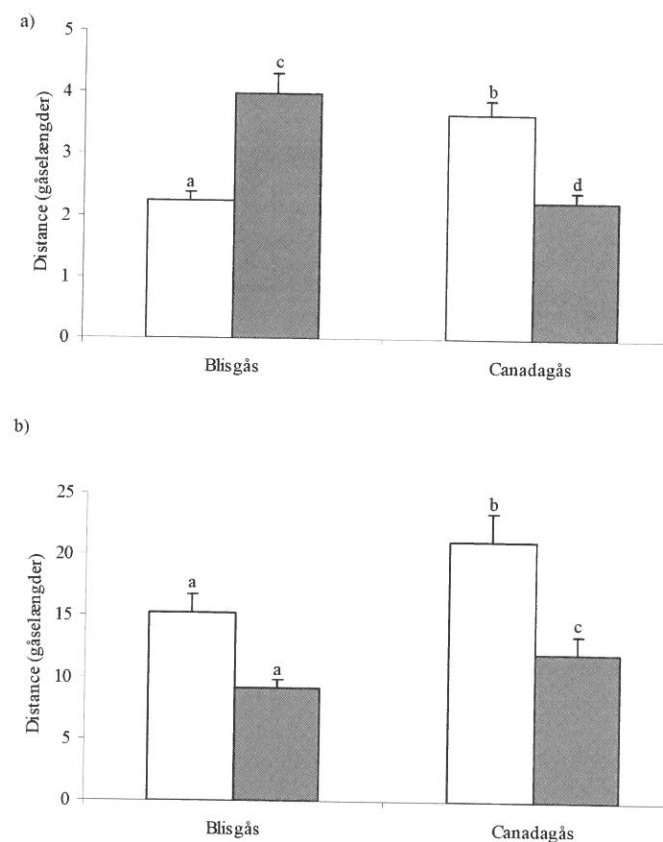 a)
5
4
3
2
1
0
Distance (gåselængder)
a
c
b
d
Blisgås
Canadagås
b)
25
20
15
10
5
0
Distance (gåselængder)
a
a
b
c
Blisgås
Canadagås